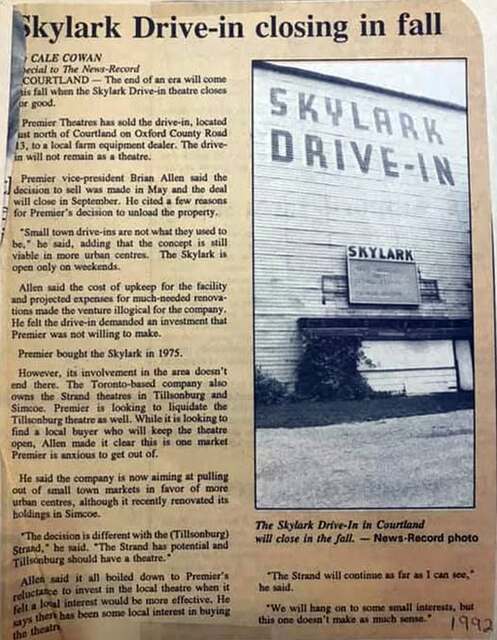 Skylark Drive-in closing in fall
CALE COWAN
ecial to The News-Record
COURTLAND — The end of an era will come
is fall when the Skylark Drive-in theatre closes
or good.
Premier Theatres has sold the drive-in, located
ust north of Courtland on Oxford County Road
13, to a local farm equipment dealer. The drive-
in will not remain as a theatre.
Premier vice-president Brian Allen said the
decision to sell was made in May and the deal
will close in September. He cited a few reasons
for Premier's decision to unload the property.
"Small town drive-ins are not what they used to
be," he said, adding that the concept is still
viable in more urban centres. The Skylark is
open only on weekends.
Allen said the cost of upkeep for the facility
and projected expenses for much-needed renova-
tions made the venture illogical for the company.
He felt the drive-in demanded an investment that
Premier was not willing to make.
Premier bought the Skylark in 1975.
However, its involvement in the area doesn't
end there. The Toronto-based company also
owns the Strand theatres in Tillsonburg and
Simcoe. Premier is looking to liquidate the
Tillsonburg theatre as well. While it is looking to
find a local buyer who will keep the theatre
open, Allen made it clear this is one market
Premier is anxious to get out of.
He said the company is now aiming at pulling
out of small town markets in favor of more
urban centres, although it recently renovated its
holdings in Simcoe.
"The decision is different with the (Tillsonburg)
Strand," he said. "The Strand has potential and
Tillsonburg should have a theatre."
Allen said it all boiled down to Premier's
reluctance to invest in the local theatre when it
felt a local interest would be more effective. He
says there has been some local interest in buying
the theatre
SKYLARK
DRIVE-IN
SKYLARK
The Skylark Drive-In in Courtland
will close in the fall. — News-Record photo
"The Strand will continue as far as I can see,"
he said.
"We will hang on to some small interests, but
this one doesn't make as much sense."
1992